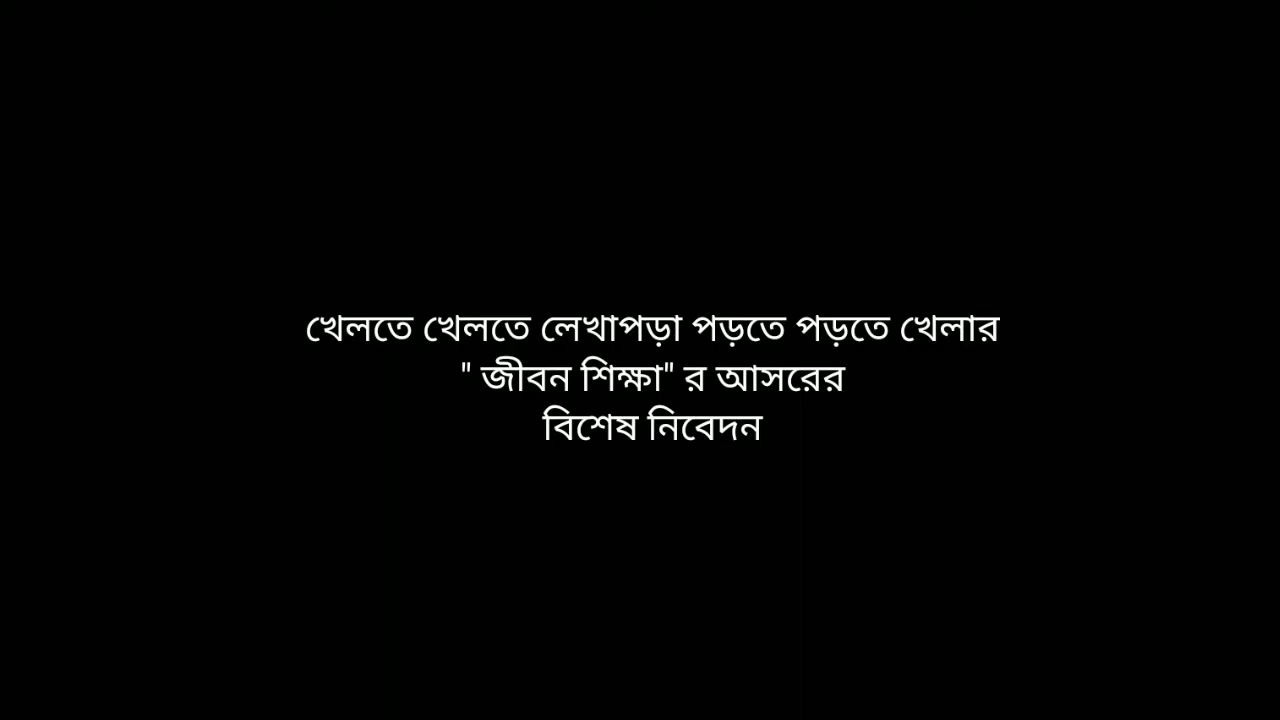 খেলতে খেলতে লেখাপড়া পড়তে পড়তে খেলার
" জীবন শিক্ষা" র আসরের
বিশেষ নিবেদন